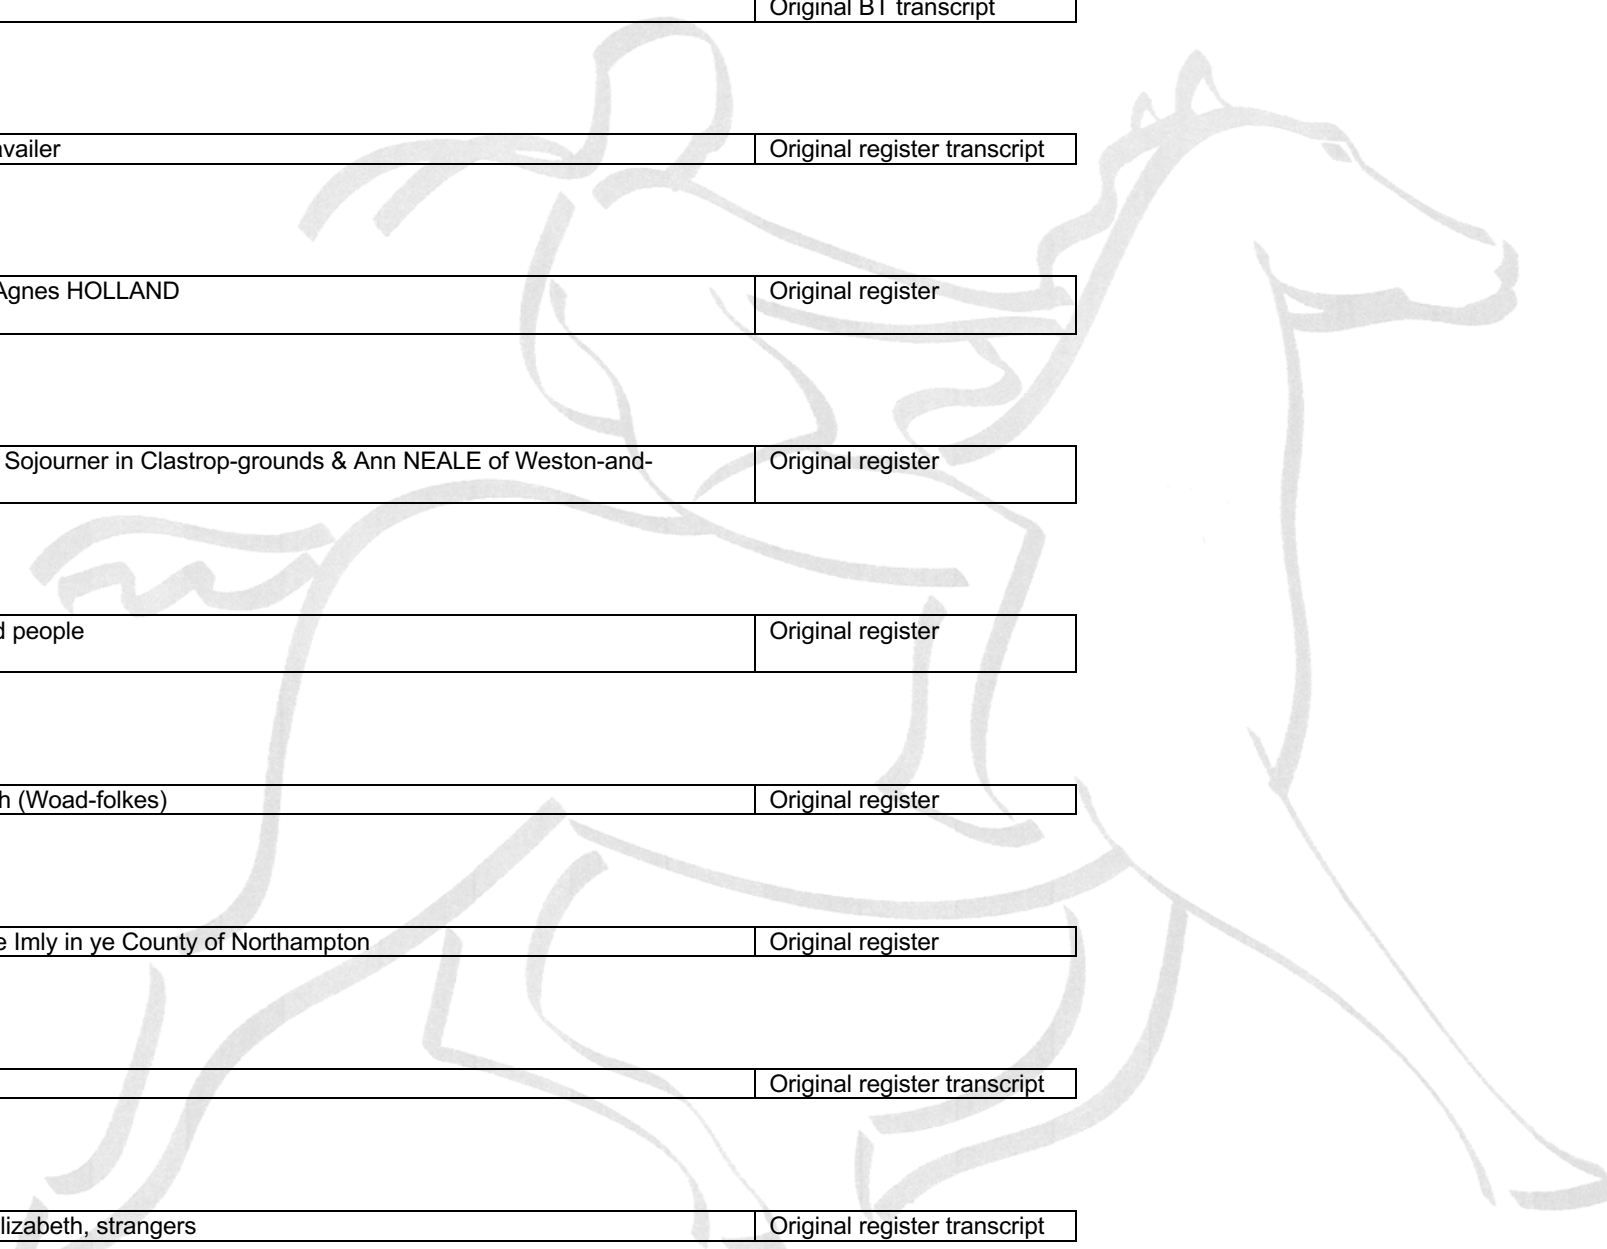 Original BT transcript
availer Original register transcript
Agnes HOLLAND Original register
Sojourner in Clastrop-grounds & Ann NEALE of Weston-and- Original register
d people Original register
h (Woad-folkes) Original register
e Imly in ye County of Northampton Original register
Original register transcript
lizabeth, strangers Original register transcript